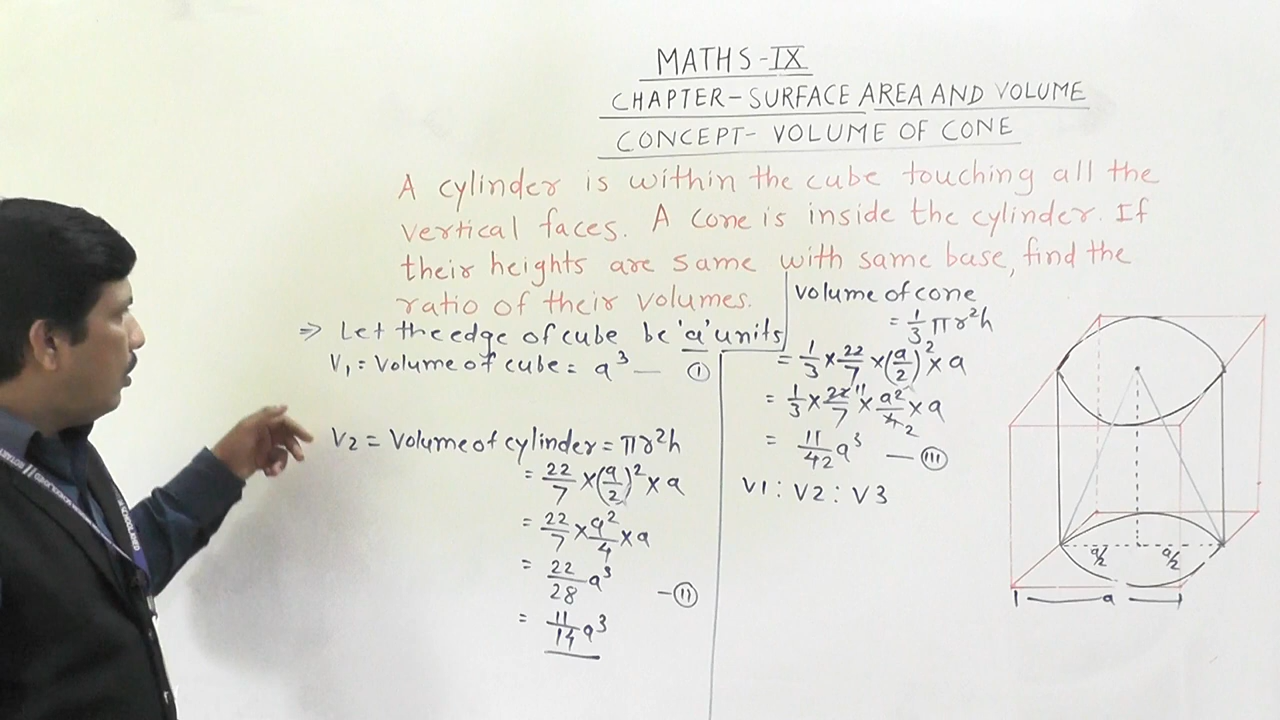 MATHS-IX
CHAPTER-SURFACE AREA AND VOLUME
CONCEPT- VOLUME OF CONE
A cylinder is within the cube touching all the
vertical faces. A cone is inside the cylinder. If
their heights are same with same base, find the
ratio of their volumes.
⇒ Let the edge of cube be 'a' units
V₁ = Volume of cube = a³ — (I)
V₂ = Volume of cylinder = πr²h
= 22/7 × (a/2)² × a
= 22/7 × a²/4 × a
= 22/28 a³ — (II)
= 11/14 a³
Volume of cone
= 1/3 πr²h
= 1/3 × 22/7 × (a/2)² × a
= 1/3 × 22 11/7 × a²/4 2 × a
= 11/42 a³ — (III)
V1 : V2 : V3
a/2 a/2
a